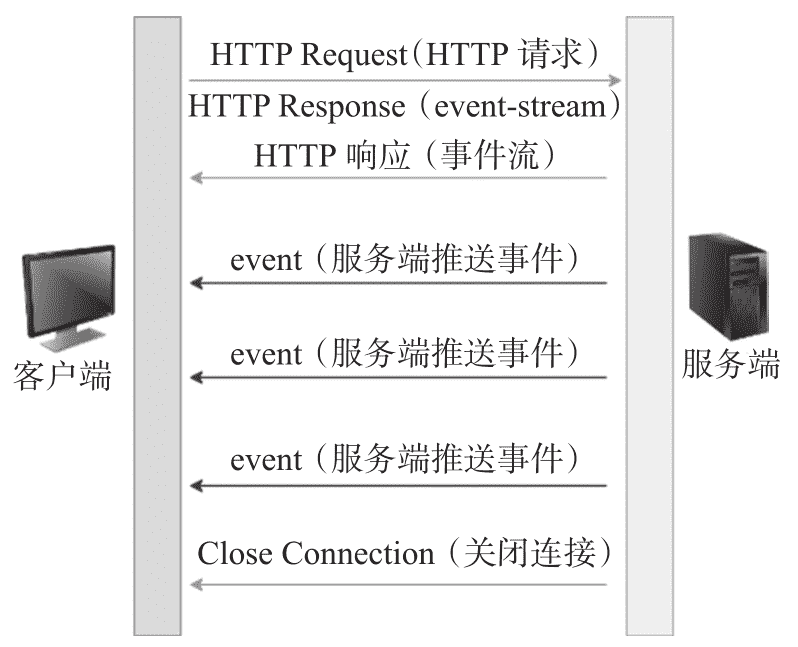 HTTP Request(HTTP 请求)
HTTP Response (event-stream)
HTTP 响应 (事件流)
event (服务端推送事件)
客户端
服务端
event (服务端推送事件)
event (服务端推送事件)
Close Connection (关闭连接)